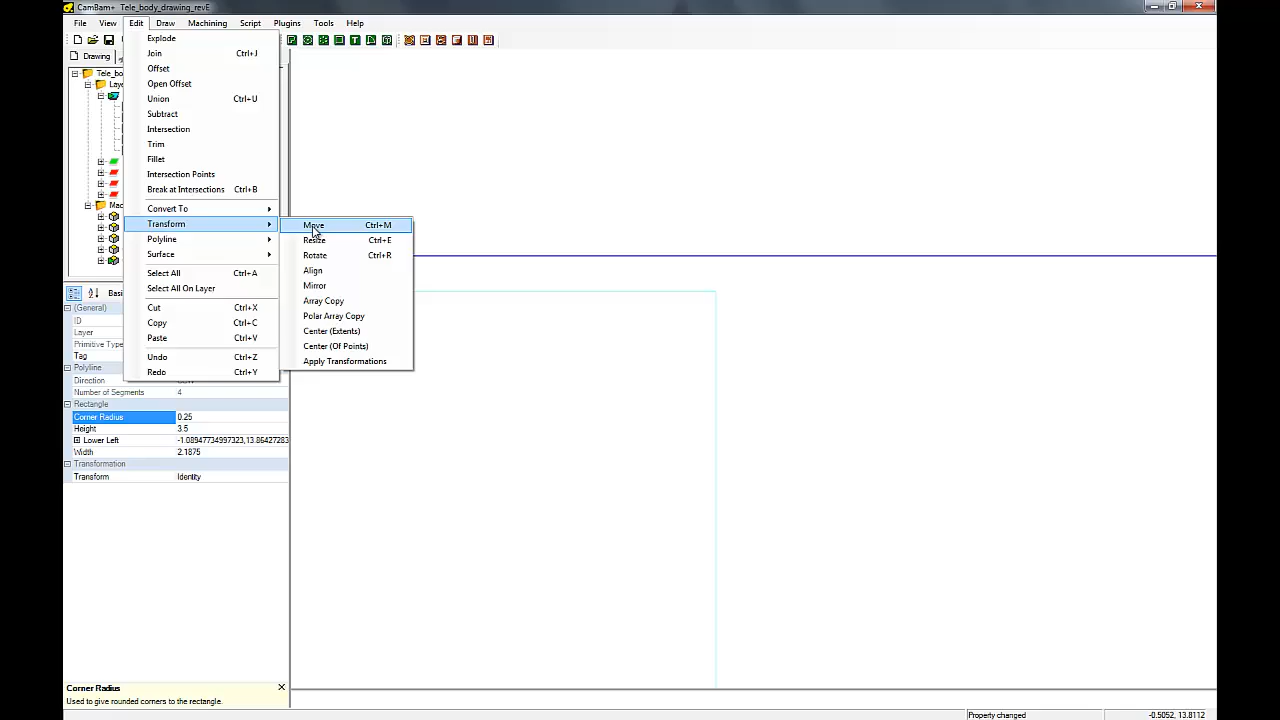 CamBam+ Tele_body_drawing_revE
File View Edit Draw Machining Script Plugins Tools Help
Explode
Join Ctrl+J
Drawing
Offset
Open Offset
Union Ctrl+U
Subtract
Intersection
Trim
Fillet
Intersection Points
Break at Intersections Ctrl+B
Convert To
Transform
Polyline
Surface
Select All Ctrl+A
Select All On Layer
Cut Ctrl+X
Copy Ctrl+C
Paste Ctrl+V
Undo Ctrl+Z
Redo Ctrl+Y
Move Ctrl+M
Resize Ctrl+E
Rotate Ctrl+R
Align
Mirror
Array Copy
Polar Array Copy
Center (Extents)
Center (Of Points)
Apply Transformations
(General)
ID
Layer
Primitive Type
Tag
Polyline
Direction
Number of Segments 4
Rectangle
Corner Radius 0.25
Height 3.5
Lower Left -1.08947734997323,13.86427283
Width 2.1875
Transformation
Transform Identity
Corner Radius
Used to give rounded corners to the rectangle.
Property changed -0.5052, 13.8112